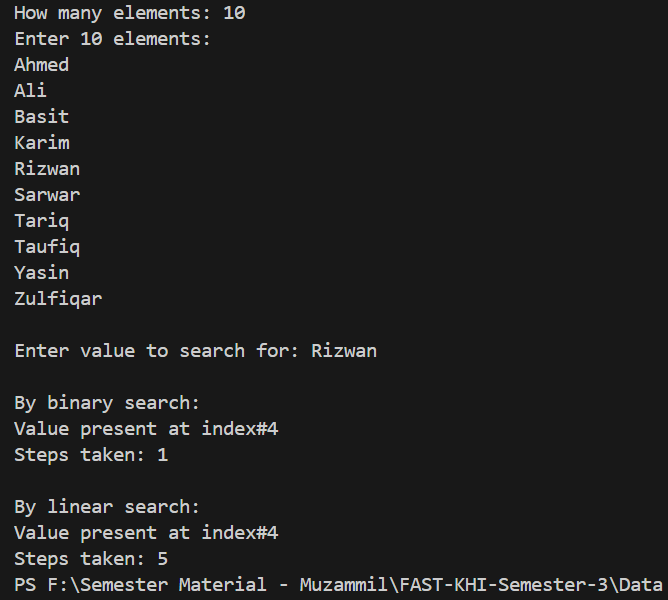 How many elements: 10
Enter 10 elements:
Ahmed
Ali
Basit
Karim
Rizwan
Sarwar
Tariq
Taufiq
Yasin
Zulfiqar
Enter value to search for: Rizwan
By binary search:
Value present at index#4
Steps taken: 1
By linear search:
Value present at index#4
Steps taken: 5
PS F:\Semester Material - Muzammil\FAST-KHI-Semester-3\Data